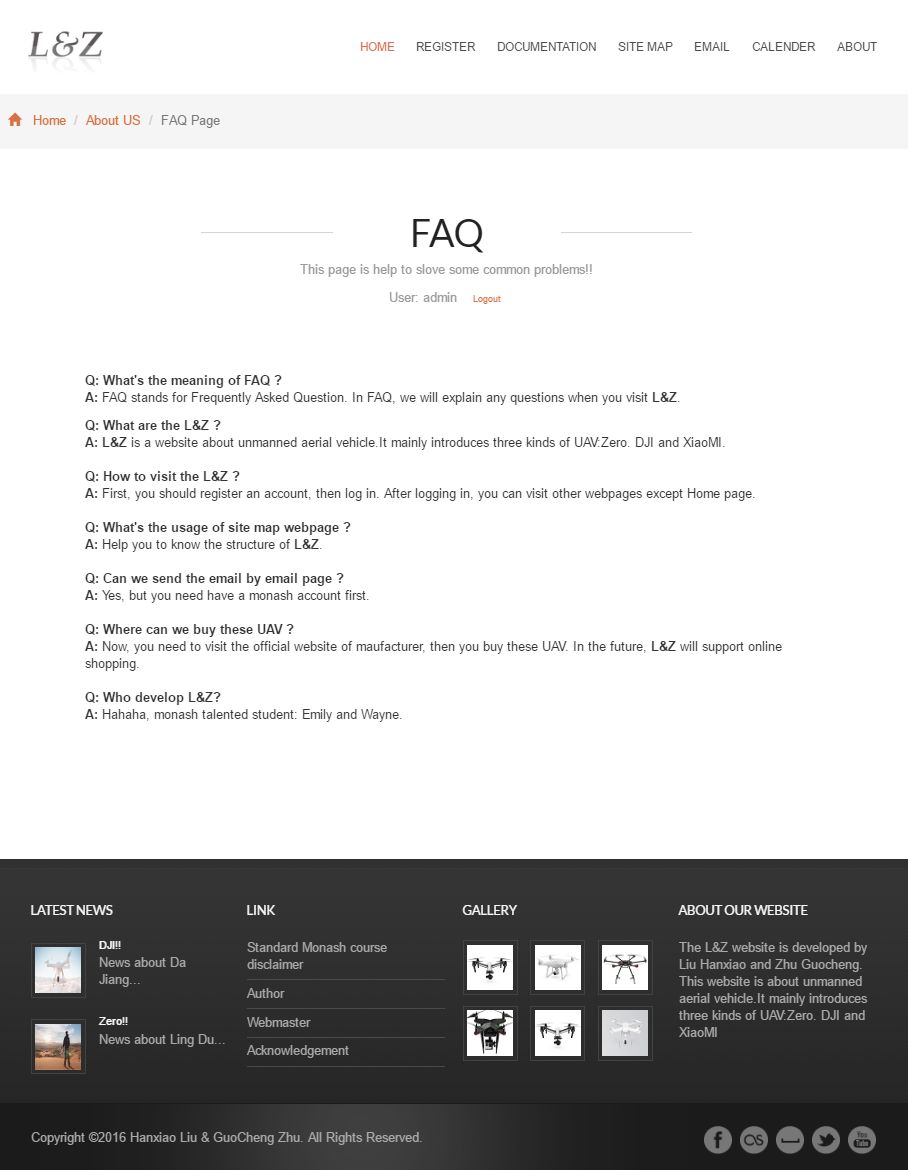 L&Z
HOME REGISTER DOCUMENTATION SITE MAP EMAIL CALENDER ABOUT
Home / About US / FAQ Page
FAQ
This page is help to slove some common problems!!
User: admin Logout
Q: What's the meaning of FAQ ?
A: FAQ stands for Frequently Asked Question. In FAQ, we will explain any questions when you visit L&Z.
Q: What are the L&Z ?
A: L&Z is a website about unmanned aerial vehicle.It mainly introduces three kinds of UAV:Zero. DJI and XiaoMI.
Q: How to visit the L&Z ?
A: First, you should register an account, then log in. After logging in, you can visit other webpages except Home page.
Q: What's the usage of site map webpage ?
A: Help you to know the structure of L&Z.
Q: Can we send the email by email page ?
A: Yes, but you need have a monash account first.
Q: Where can we buy these UAV ?
A: Now, you need to visit the official website of maufacturer, then you buy these UAV. In the future, L&Z will support online
shopping.
Q: Who develop L&Z?
A: Hahaha, monash talented student: Emily and Wayne.
LATEST NEWS
DJI!!
News about Da
Jiang...
Zero!!
News about Ling Du...
LINK
Standard Monash course
disclaimer
Author
Webmaster
Acknowledgement
GALLERY
ABOUT OUR WEBSITE
The L&Z website is developed by
Liu Hanxiao and Zhu Guocheng.
This website is about unmanned
aerial vehicle.It mainly introduces
three kinds of UAV:Zero. DJI and
XiaoMI
Copyright ©2016 Hanxiao Liu & GuoCheng Zhu. All Rights Reserved.
You
Tube